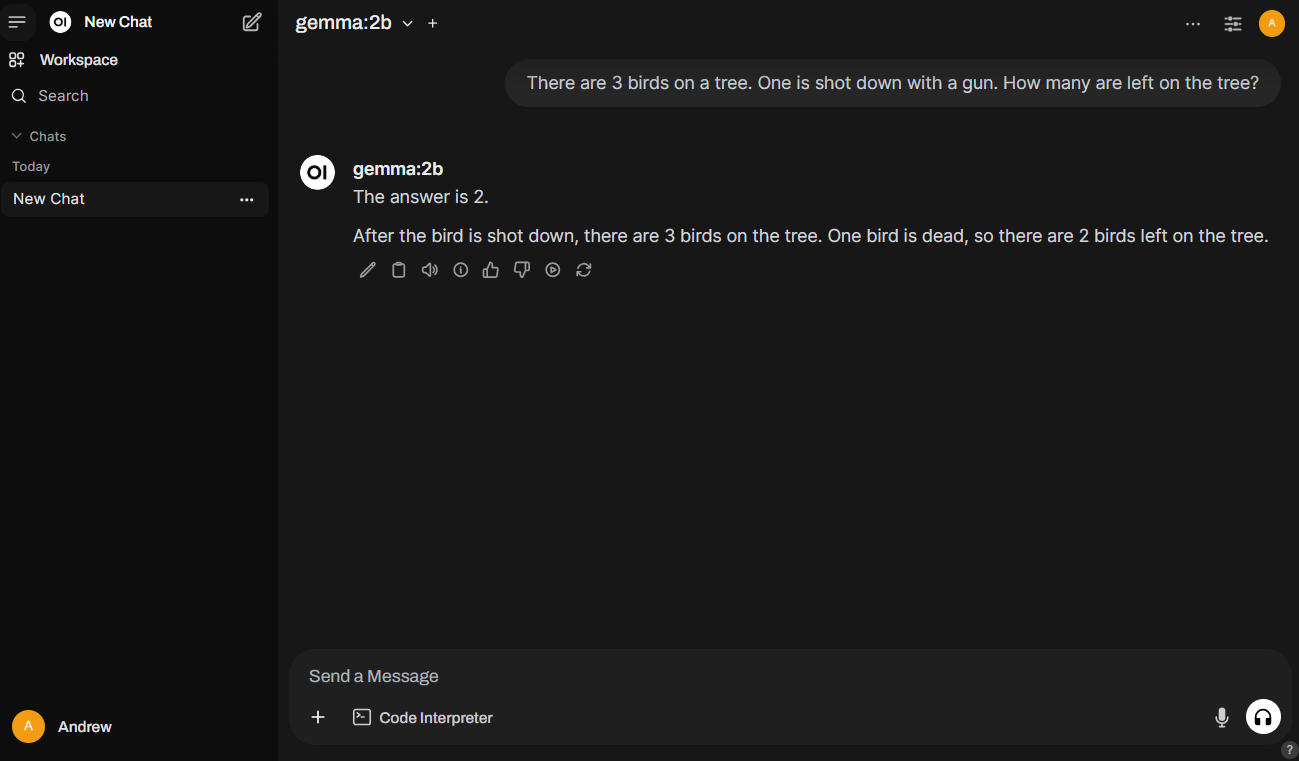 OI New Chat
Workspace
Search
Chats
Today
New Chat
A Andrew
gemma:2b
A
There are 3 birds on a tree. One is shot down with a gun. How many are left on the tree?
OI gemma:2b
The answer is 2.
After the bird is shot down, there are 3 birds on the tree. One bird is dead, so there are 2 birds left on the tree.
Send a Message
Code Interpreter
?